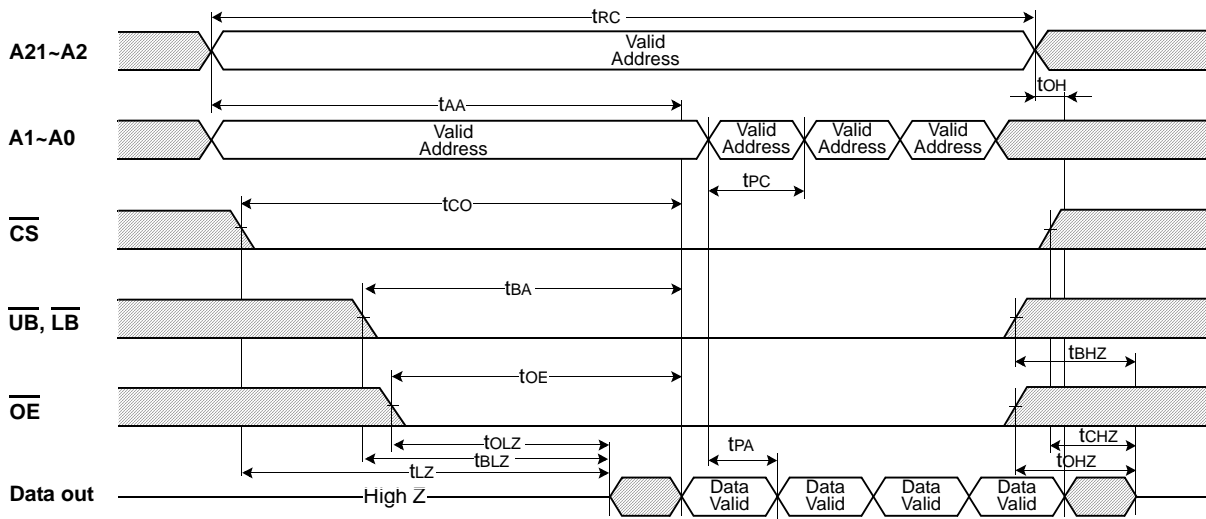 tRC
A21~A2
Valid
Address
tOH
tAA
A1~A0
Valid
Address
Valid
Address
Valid
Address
Valid
Address
tPC
tCO
CS
tBA
UB, LB
tBHZ
tOE
OE
tOLZ
tBLZ
tLZ
tPA
tCHZ
tOHZ
Data out
High Z
Data
Valid
Data
Valid
Data
Valid
Data
Valid